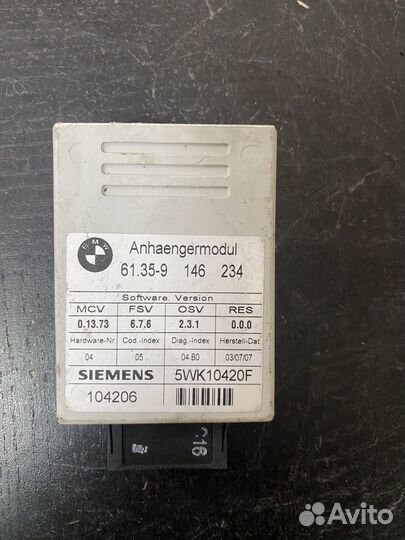 BMW
Anhaengermodul
61.35-9 146 234
Software. Version
MCV FSV OSV RES
0.13.73 6.7.6 2.3.1 0.0.0
Hardware-Nr. Cod.-Index Diag.-Index Herstell-Dat
04 05 04.B0 03/07/07
SIEMENS 5WK10420F
104206
Avito